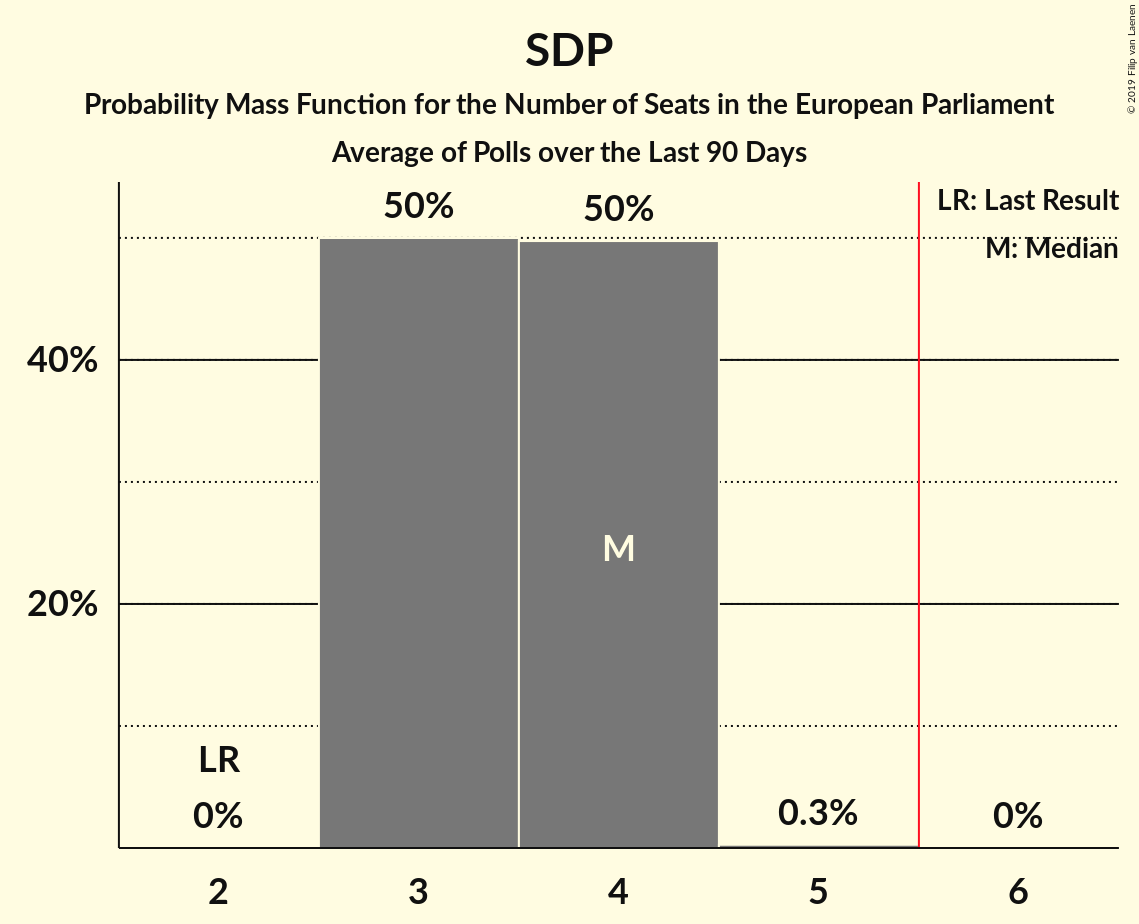 SDP
Probability Mass Function for the Number of Seats in the European Parliament
Average of Polls over the Last 90 Days
© 2019 Filip van Laenen
LR: Last Result
M: Median
50%
50%
40%
M
20%
LR
0%
0.3%
0%
2
3
4
5
6